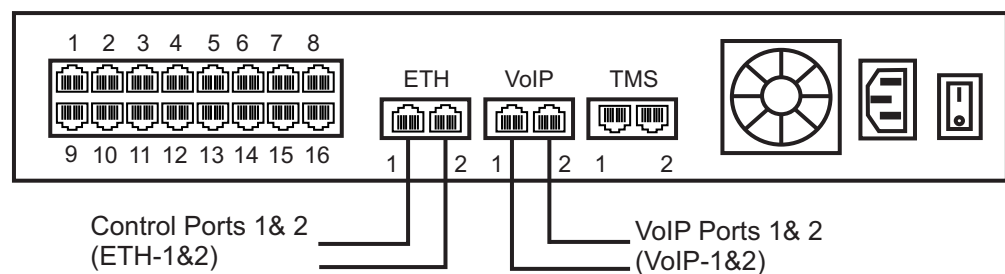 1 2 3 4 5 6 7 8
ETH VoIP TMS
9 10 11 12 13 14 15 16
1 2 1 2 1 2
Control Ports 1& 2
(ETH-1&2)
VoIP Ports 1& 2
(VoIP-1&2)